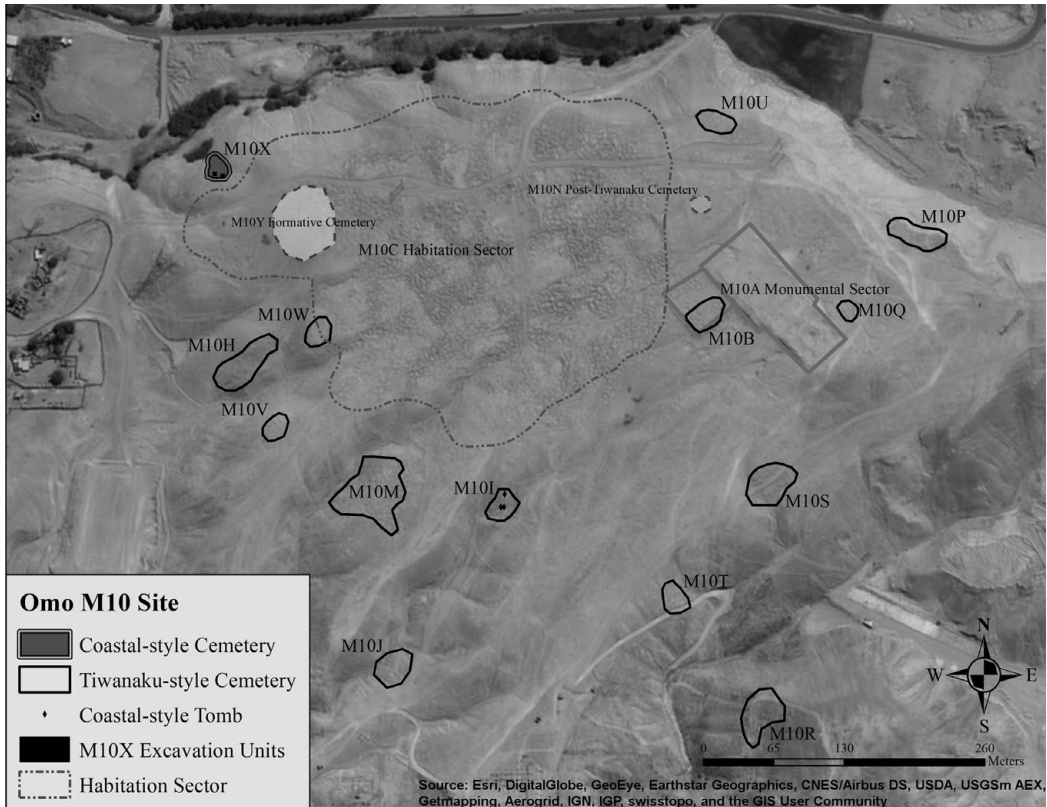 M10U
M10X
M10N Post-Tiwanaku Cemetery
M10P
M10Y Formative Cemetery
M10C Habitation Sector
M10A Monumental Sector
M10W
M10Q
M10H
M10B
M10V
M10M
M10I
M10S
M10T
M10J
M10R
Omo M10 Site
Coastal-style Cemetery
Tiwanaku-style Cemetery
Coastal-style Tomb
M10X Excavation Units
Habitation Sector
N
W E
S
0 65 130 260
Meters
Source: Esri, DigitalGlobe, GeoEye, Earthstar Geographics, CNES/Airbus DS, USDA, USGSm AEX,
Getmapping, Aerogrid, IGN, IGP, swisstopo, and the GIS User Community